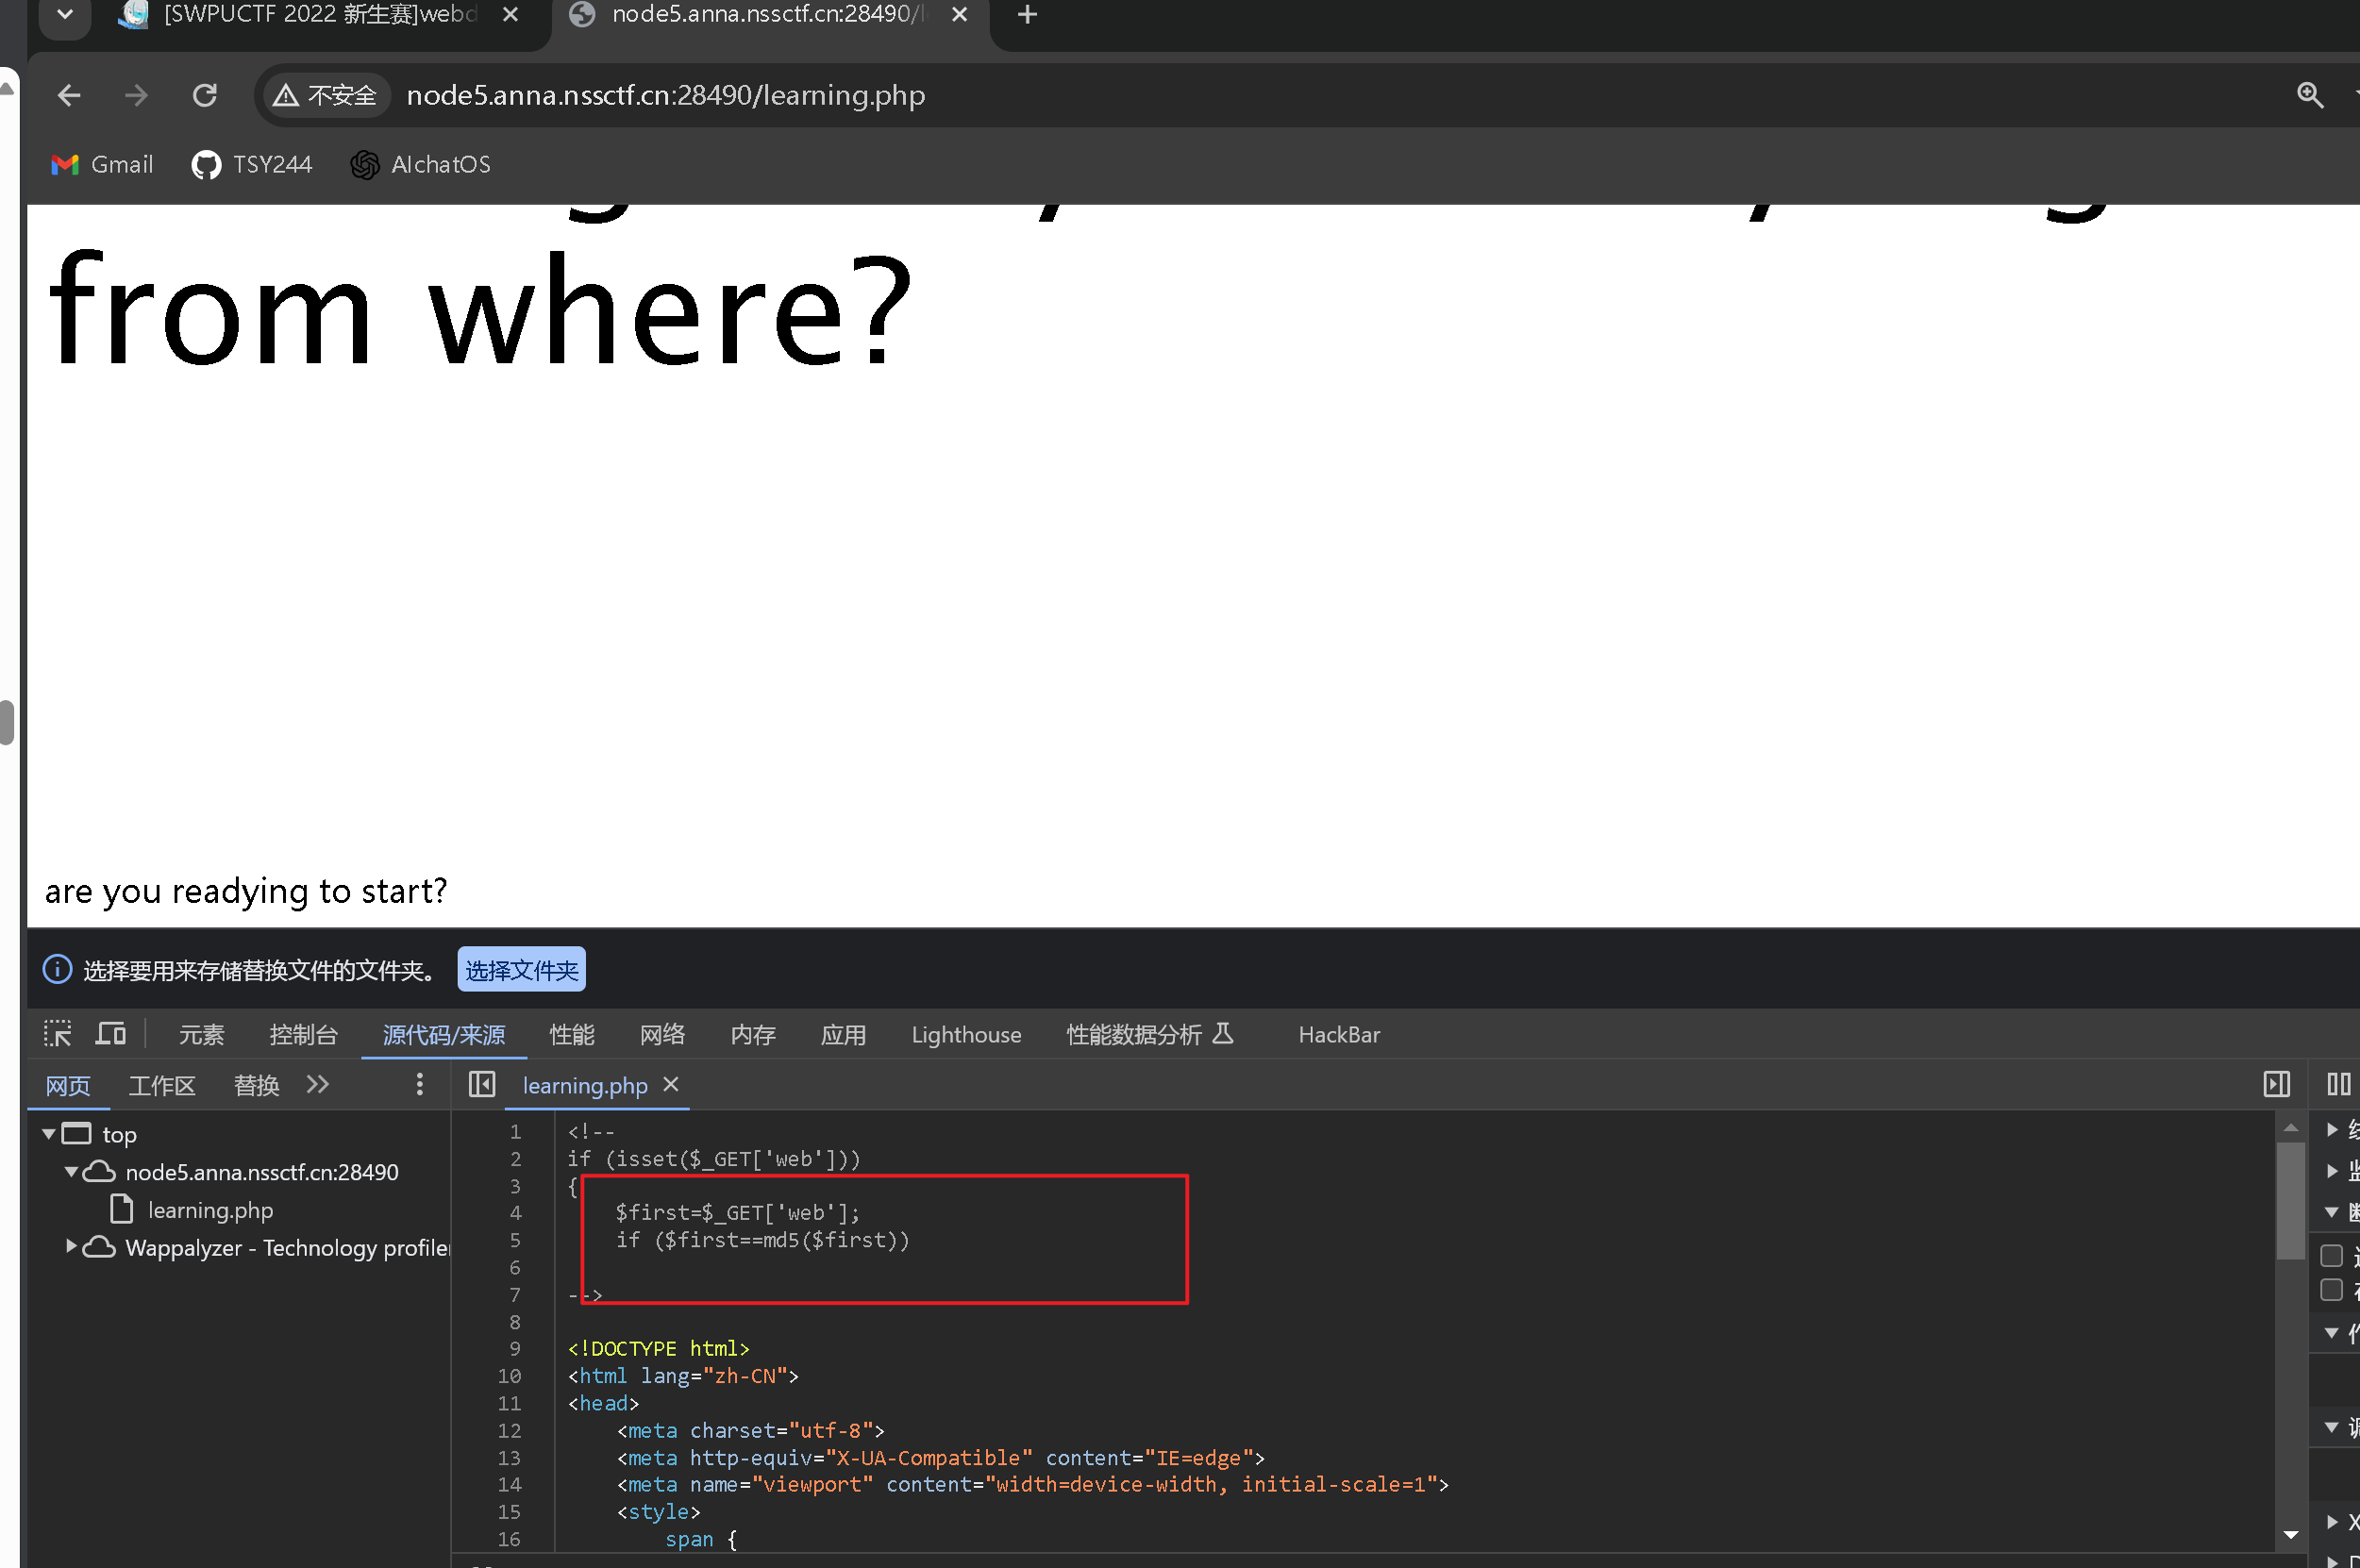 [SWPUCTF 2022 新生赛]webd
node5.anna.nssctf.cn:28490/l
不安全
node5.anna.nssctf.cn:28490/learning.php
Gmail
TSY244
AIchatOS
from where?
are you readying to start?
选择要用来存储替换文件的文件夹。
选择文件夹
元素
控制台
源代码/来源
性能
网络
内存
应用
Lighthouse
性能数据分析
HackBar
网页
工作区
替换
learning.php
top
node5.anna.nssctf.cn:28490
learning.php
Wappalyzer - Technology profiler
1 <!--
2 if (isset($_GET['web']))
3 {
4 $first=$_GET['web'];
5 if ($first==md5($first))
6
7 -->
8
9 <!DOCTYPE html>
10 <html lang="zh-CN">
11 <head>
12 <meta charset="utf-8">
13 <meta http-equiv="X-UA-Compatible" content="IE=edge">
14 <meta name="viewport" content="width=device-width, initial-scale=1">
15 <style>
16 span {